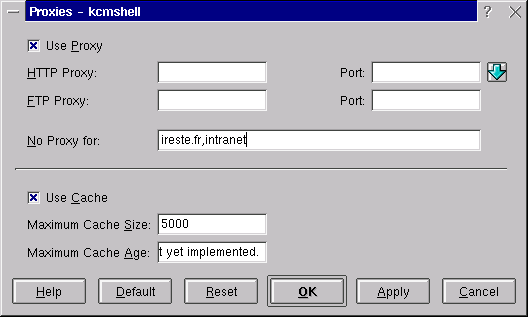 Proxies - kcmshell
Use Proxy
HTTP Proxy: Port:
FTP Proxy: Port:
No Proxy for: ireste.fr,intranet
Use Cache
Maximum Cache Size: 5000
Maximum Cache Age: t yet implemented.
Help Default Reset OK Apply Cancel